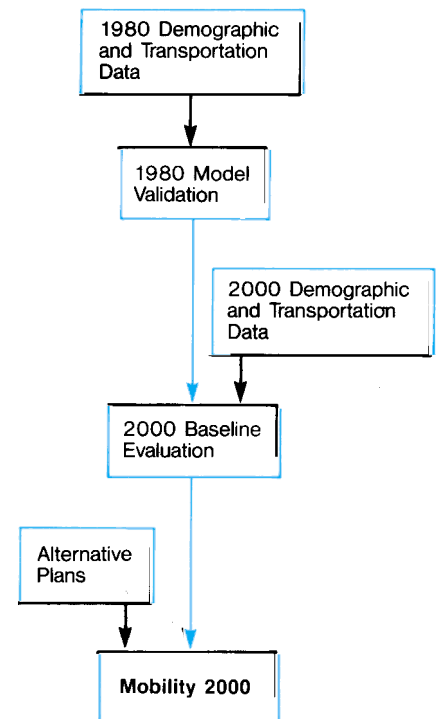 1980 Demographic
and Transportation
Data
1980 Model
Validation
2000 Demographic
and Transportation
Data
2000 Baseline
Evaluation
Alternative
Plans
Mobility 2000